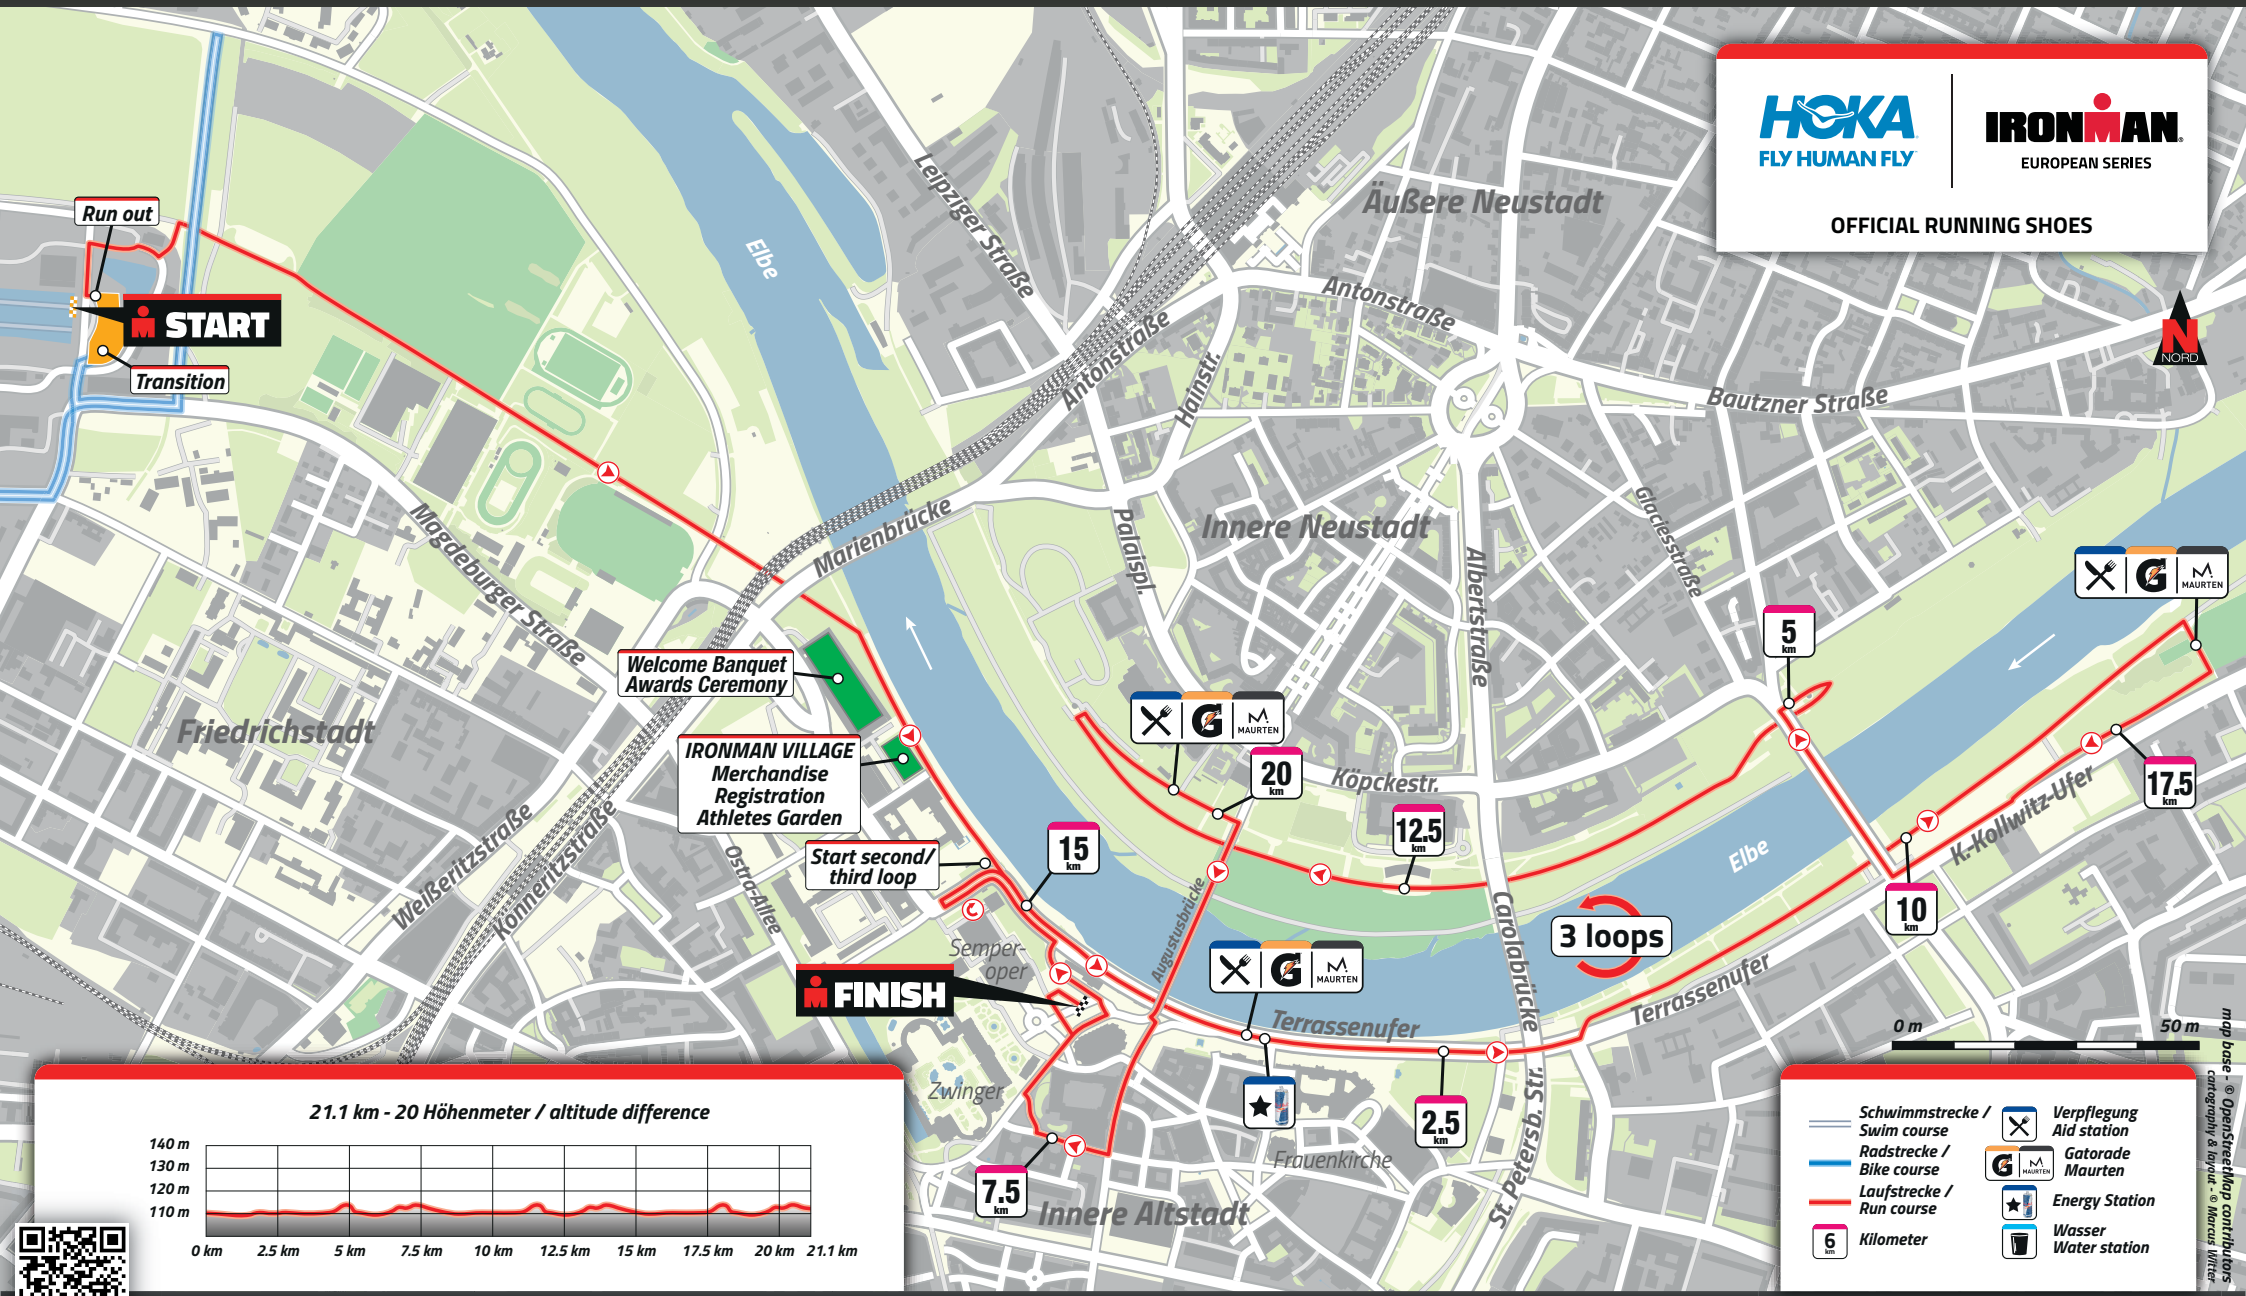 HOKA
FLY HUMAN FLY
IRONMAN
EUROPEAN SERIES
OFFICIAL RUNNING SHOES
Run out
START
Transition
Elbe
Leipziger Straße
Äußere Neustadt
Antonstraße
Antonstraße
Hainstr.
Bautzner Straße
N
NORD
Magdeburger Straße
Marienbrücke
Palaispl.
Innere Neustadt
Albertstraße
Glacisstraße
MAURTEN
5
km
Welcome Banquet
Awards Ceremony
Friedrichstadt
IRONMAN VILLAGE
Merchandise
Registration
Athletes Garden
MAURTEN
20
km
Köpckestr.
12.5
km
17.5
km
K.-Kollwitz-Ufer
Weißeritzstraße
Könneritzstraße
Ostra-Allee
Start second/
third loop
15
km
Elbe
10
km
3 loops
Semper-
oper
Augustusbrücke
Carolabrücke
FINISH
MAURTEN
Terrassenufer
Terrassenufer
0 m
50 m
Zwinger
2.5
km
7.5
km
Frauenkirche
St. Petersb. Str.
Innere Altstadt
21.1 km - 20 Höhenmeter / altitude difference
140 m
130 m
120 m
110 m
0 km
2.5 km
5 km
7.5 km
10 km
12.5 km
15 km
17.5 km
20 km
21.1 km
Schwimmstrecke /
Swim course
Radstrecke /
Bike course
Laufstrecke /
Run course
6
km
Kilometer
Verpflegung
Aid station
MAURTEN
Gatorade
Maurten
Energy Station
Wasser
Water station
map base - © OpenStreetMap contributors
cartography & layout - © Marcus Witter